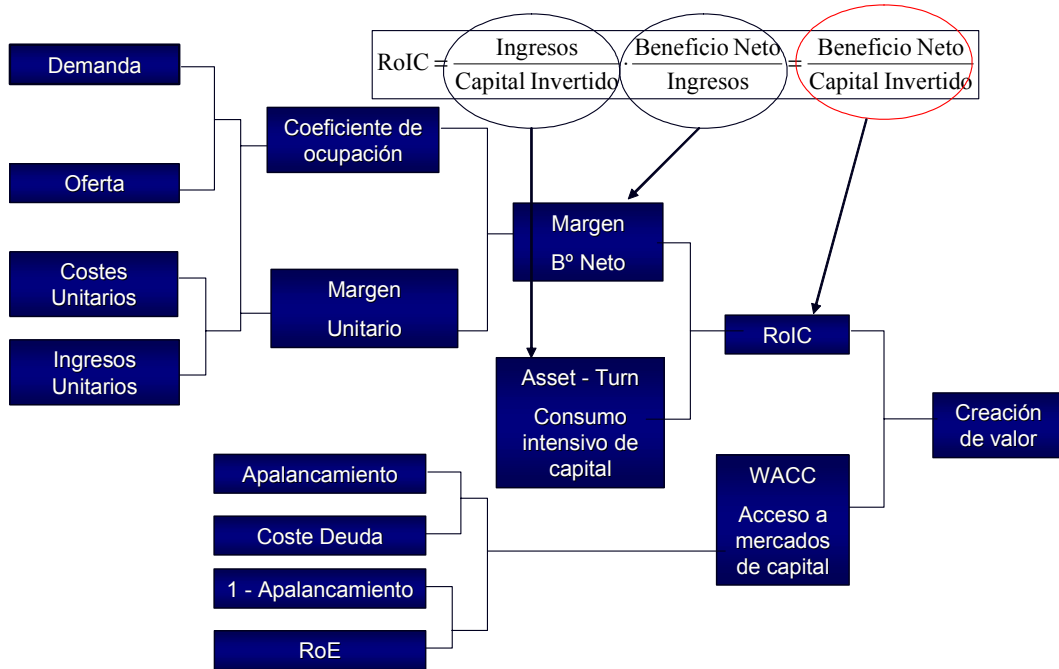 RoIC = Ingresos / Capital Invertido · Beneficio Neto / Ingresos = Beneficio Neto / Capital Invertido
Demanda
Oferta
Coeficiente de
ocupación
Costes
Unitarios
Ingresos
Unitarios
Margen
Unitario
Margen
Bº Neto
Asset - Turn
Consumo
intensivo de
capital
RoIC
Creación
de valor
WACC
Acceso a
mercados
de capital
Apalancamiento
Coste Deuda
1 - Apalancamiento
RoE